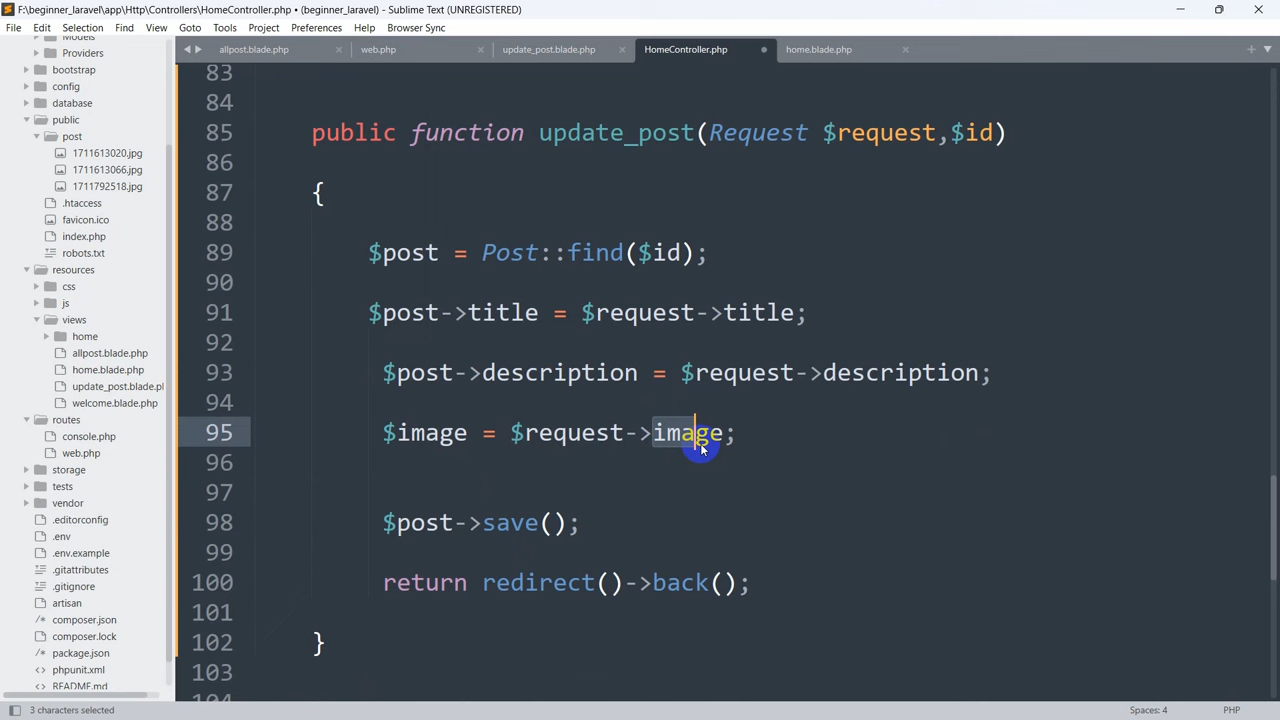 F:\beginner_laravel\app\Http\Controllers\HomeController.php • (beginner_laravel) - Sublime Text (UNREGISTERED)
File Edit Selection Find View Goto Tools Project Preferences Help Browser Sync
allpost.blade.php web.php update_post.blade.php HomeController.php home.blade.php
Models
Providers
bootstrap
config
database
public
post
1711613020.jpg
1711613066.jpg
1711792518.jpg
.htaccess
favicon.ico
index.php
robots.txt
resources
css
js
views
home
allpost.blade.php
home.blade.php
update_post.blade.pl
welcome.blade.php
routes
console.php
web.php
storage
tests
vendor
.editorconfig
.env
.env.example
.gitattributes
.gitignore
artisan
composer.json
composer.lock
package.json
phpunit.xml
README.md
83
84
85 public function update_post(Request $request,$id)
86
87 {
88
89 $post = Post::find($id);
90
91 $post->title = $request->title;
92
93 $post->description = $request->description;
94
95 $image = $request->image;
96
97
98 $post->save();
99
100 return redirect()->back();
101
102 }
103
104
3 characters selected Spaces: 4 PHP